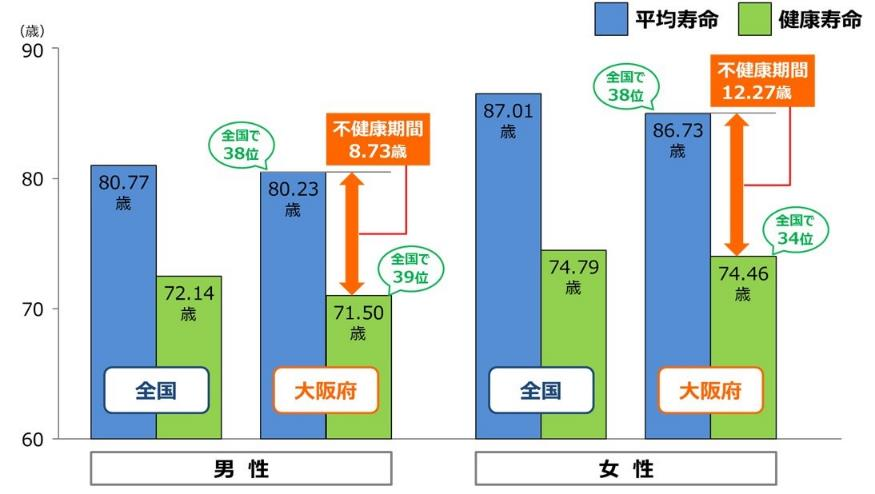 平均寿命
健康寿命
（歳）
90
80
70
60
80.77
歳
72.14
歳
全国
全国で
38位
80.23
歳
不健康期間
8.73歳
全国で
39位
71.50
歳
大阪府
男 性
87.01
歳
74.79
歳
全国
全国で
38位
86.73
歳
不健康期間
12.27歳
全国で
34位
74.46
歳
大阪府
女 性